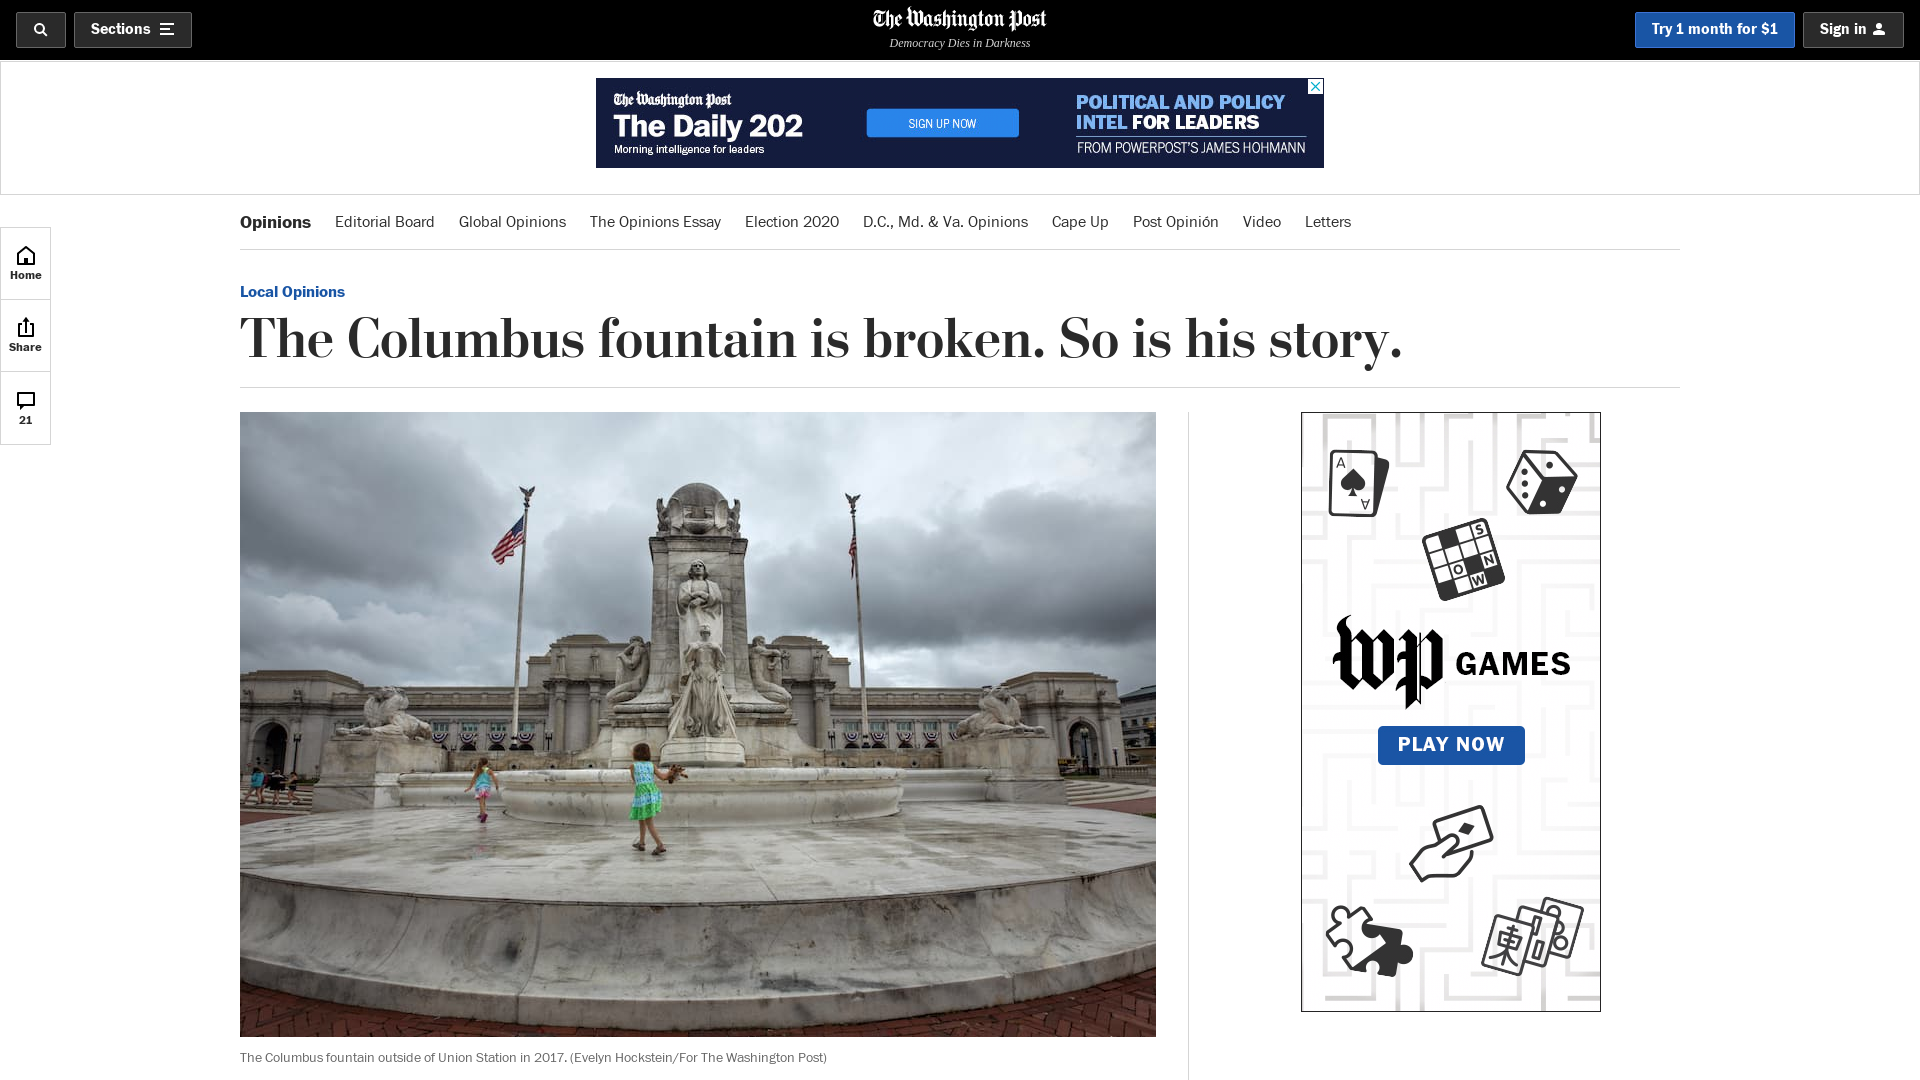 Sections
The Washington Post
Democracy Dies in Darkness
Try 1 month for $1
Sign in
The Washington Post
The Daily 202
Morning intelligence for leaders
SIGN UP NOW
POLITICAL AND POLICY
INTEL FOR LEADERS
FROM POWERPOST'S JAMES HOHMANN
Opinions
Editorial Board
Global Opinions
The Opinions Essay
Election 2020
D.C., Md. & Va. Opinions
Cape Up
Post Opinión
Video
Letters
Home
Share
21
Local Opinions
The Columbus fountain is broken. So is his story.
A
A
S
O N
W
wp GAMES
PLAY NOW
東
The Columbus fountain outside of Union Station in 2017. (Evelyn Hockstein/For The Washington Post)